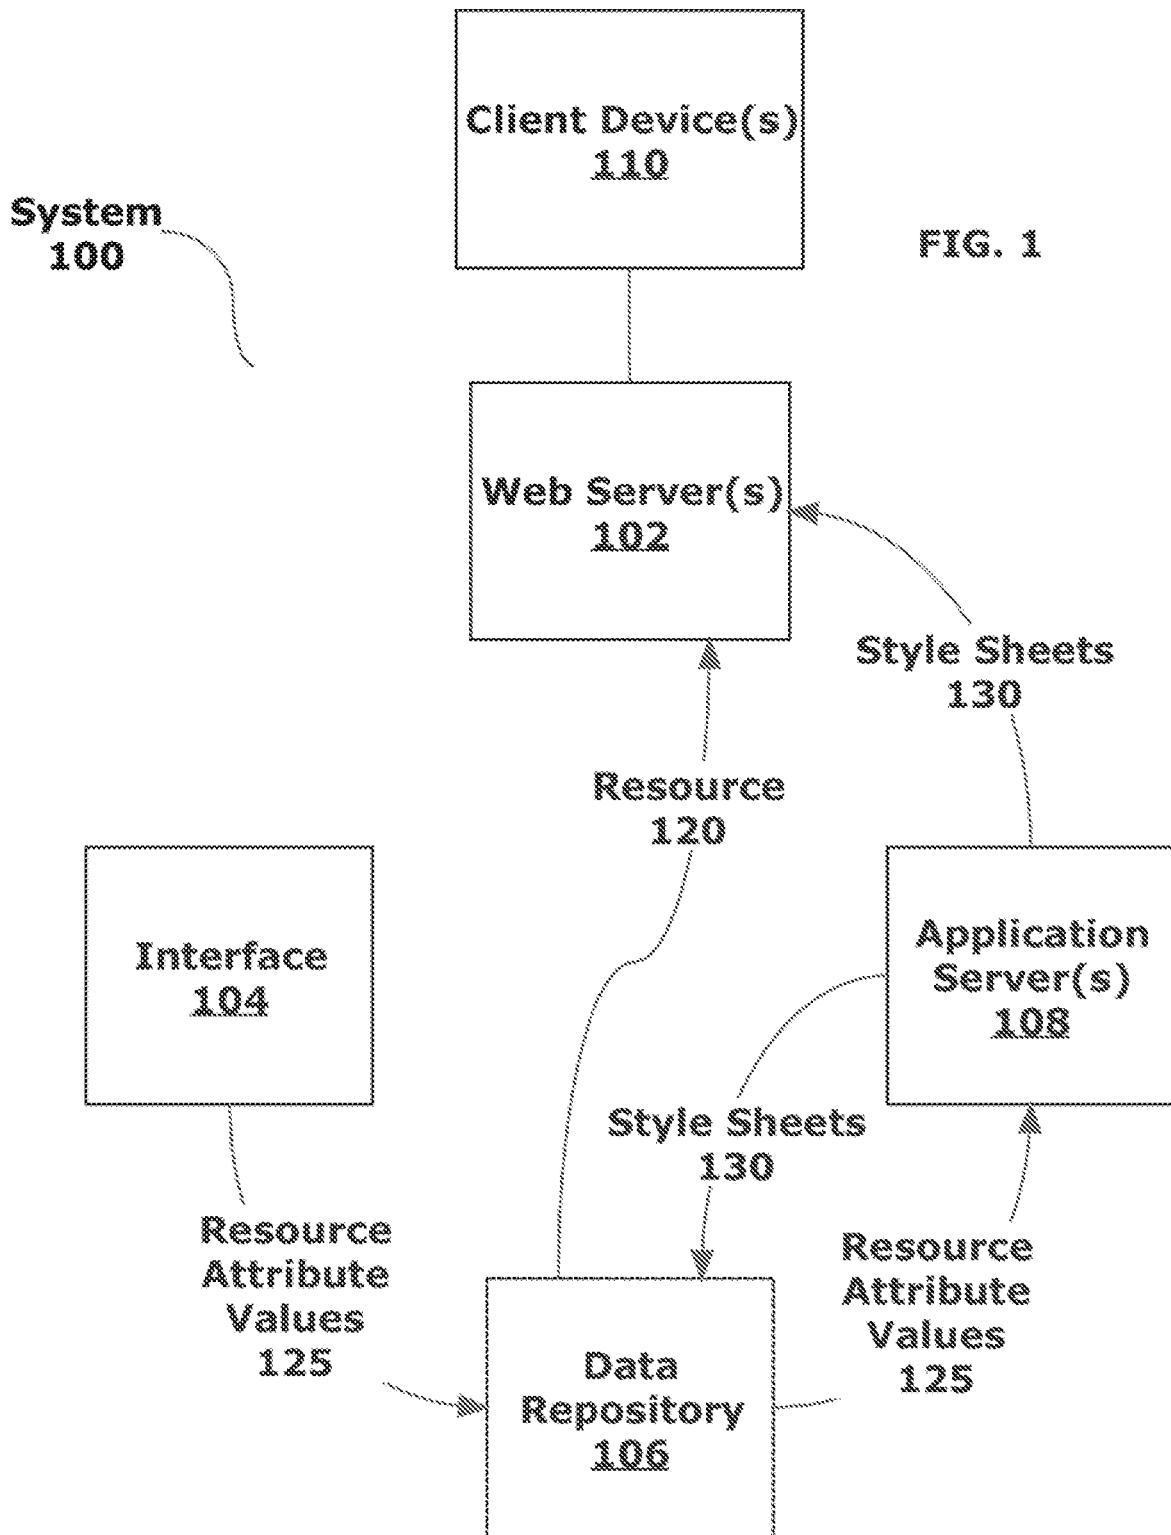 Client Device(s)
110
System
100
FIG. 1
Web Server(s)
102
Style Sheets
130
Resource
120
Interface
104
Application
Server(s)
108
Style Sheets
130
Resource
Attribute
Values
125
Resource
Attribute
Values
125
Data
Repository
106